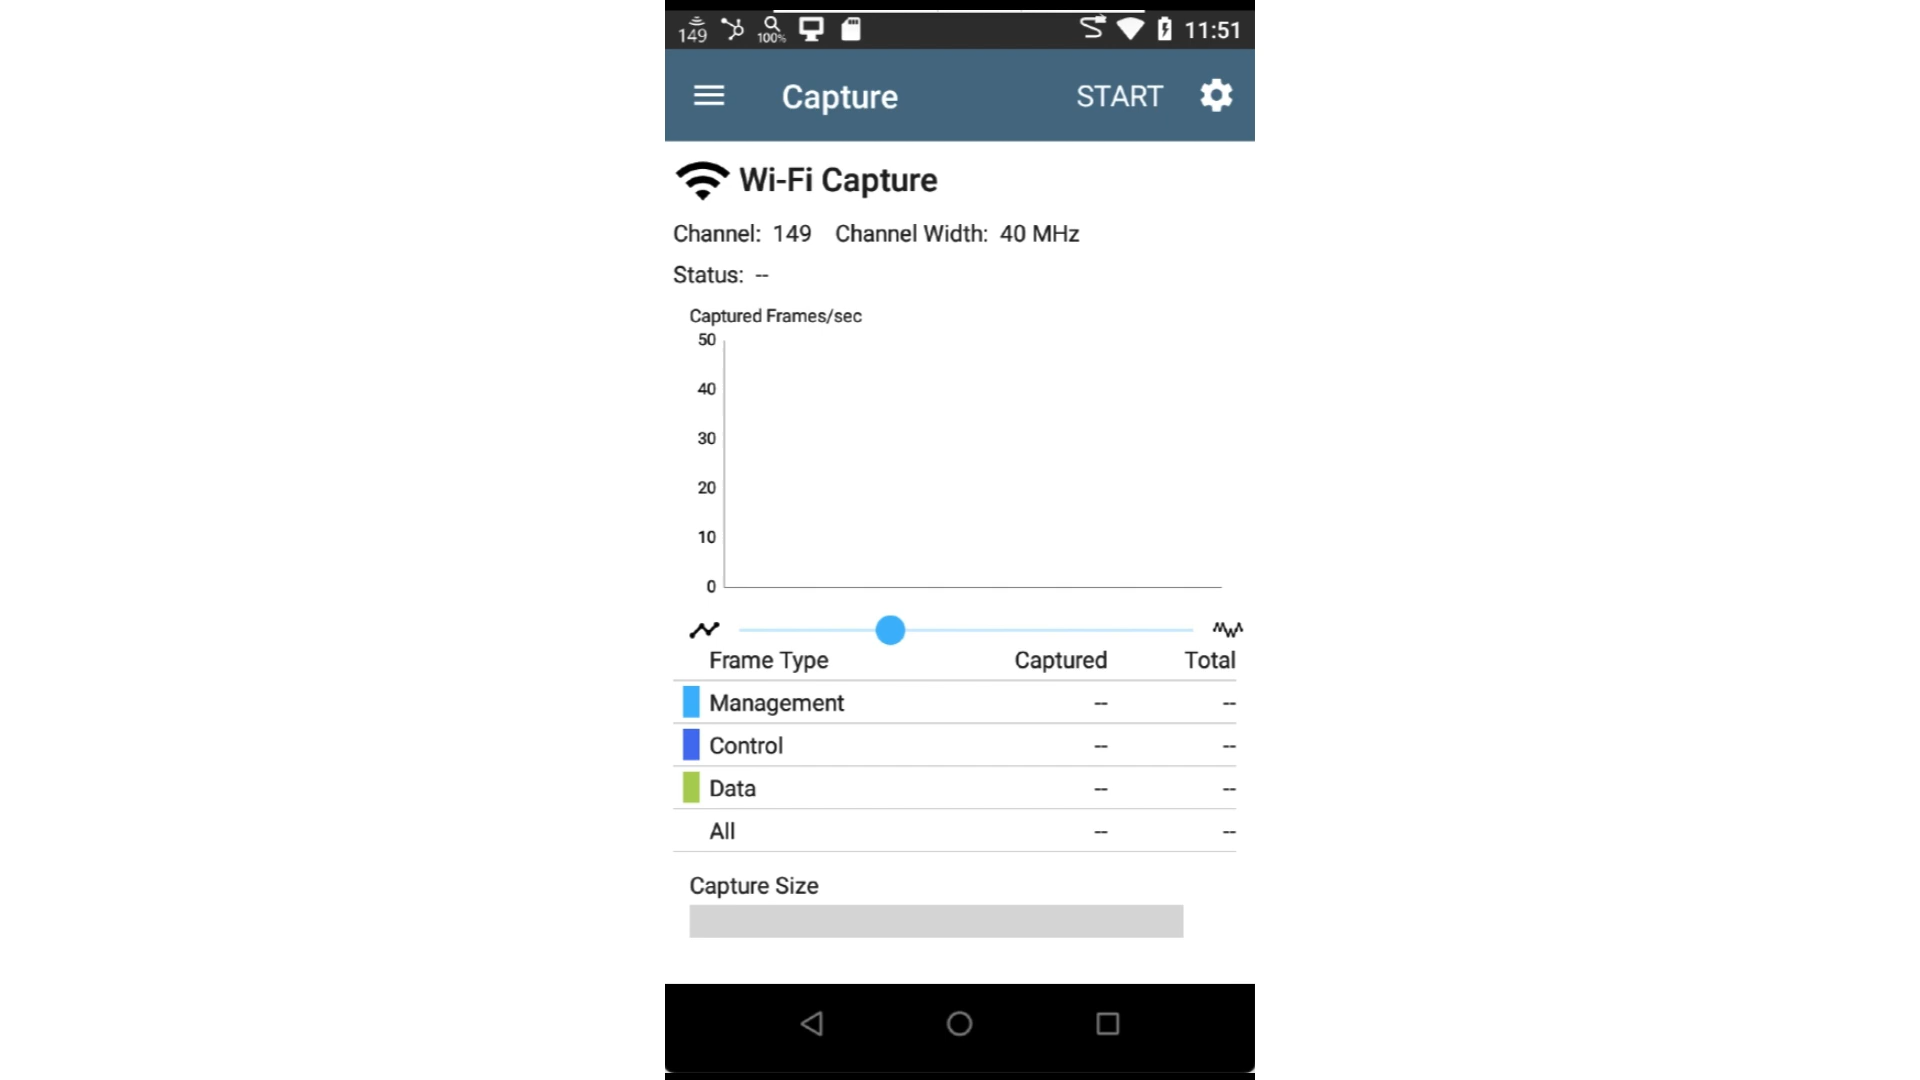 149 100% 11:51
Capture START
Wi-Fi Capture
Channel: 149 Channel Width: 40 MHz
Status: --
Captured Frames/sec
50
40
30
20
10
0
Frame Type Captured Total
Management -- --
Control -- --
Data -- --
All -- --
Capture Size